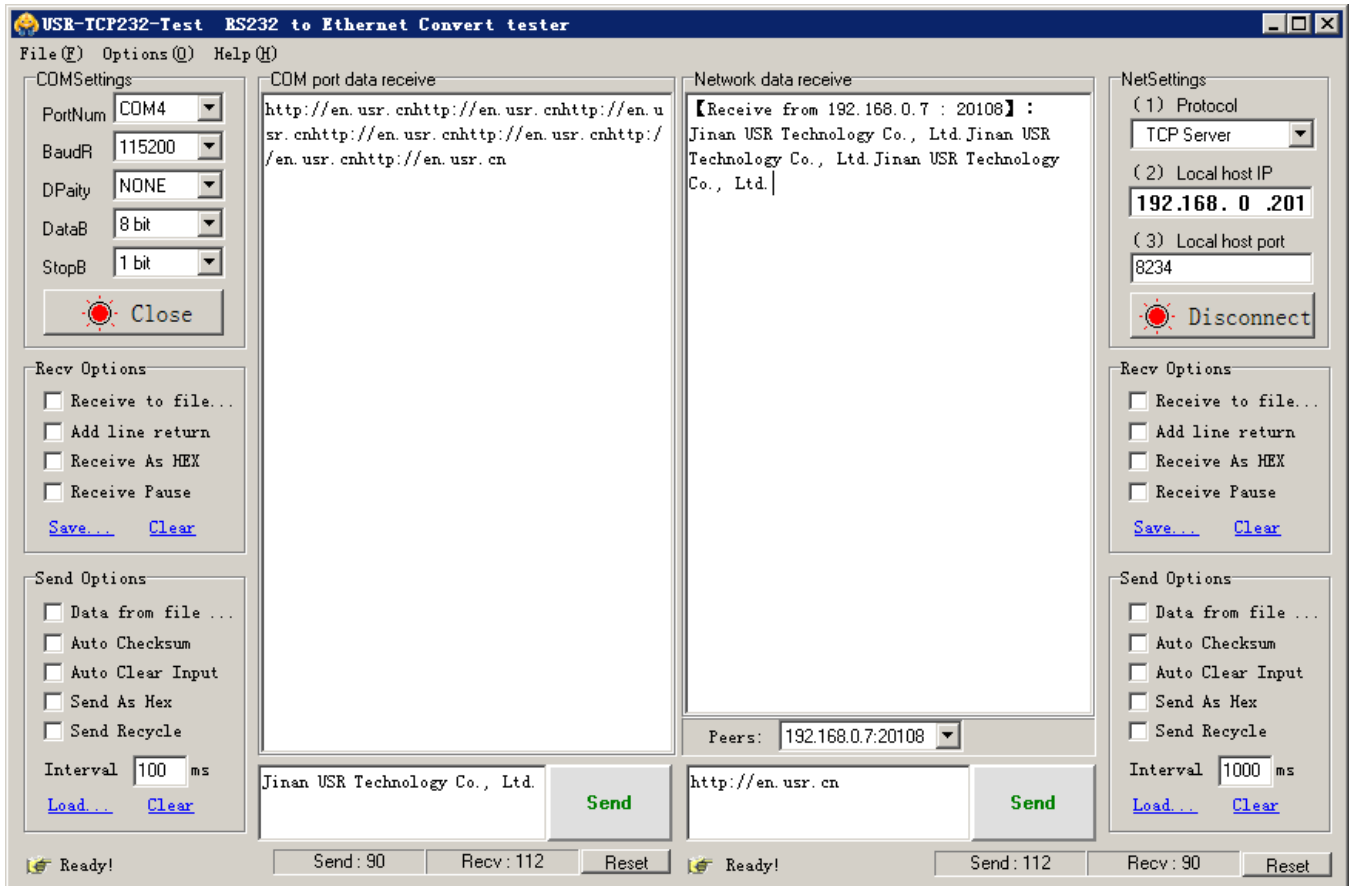 USR-TCP232-Test RS232 to Ethernet Convert tester
File(F) Options(O) Help(H)
COMSettings
PortNum COM4
BaudR 115200
DPaity NONE
DataB 8 bit
StopB 1 bit
Close
Recv Options
Receive to file...
Add line return
Receive As HEX
Receive Pause
Save... Clear
Send Options
Data from file ...
Auto Checksum
Auto Clear Input
Send As Hex
Send Recycle
Interval 100 ms
Load... Clear
Ready!
COM port data receive
http://en.usr.cnhttp://en.usr.cnhttp://en.u
sr.cnhttp://en.usr.cnhttp://en.usr.cnhttp:/
/en.usr.cnhttp://en.usr.cn
Jinan USR Technology Co., Ltd.
Send
Send : 90 Recv : 112 Reset
Network data receive
【Receive from 192.168.0.7 : 20108】：
Jinan USR Technology Co., Ltd.Jinan USR
Technology Co., Ltd.Jinan USR Technology
Co., Ltd.
Peers: 192.168.0.7:20108
http://en.usr.cn
Send
Ready!
Send : 112 Recv : 90 Reset
NetSettings
(1) Protocol
TCP Server
(2) Local host IP
192.168. 0 .201
(3) Local host port
8234
Disconnect
Recv Options
Receive to file...
Add line return
Receive As HEX
Receive Pause
Save... Clear
Send Options
Data from file ...
Auto Checksum
Auto Clear Input
Send As Hex
Send Recycle
Interval 1000 ms
Load... Clear